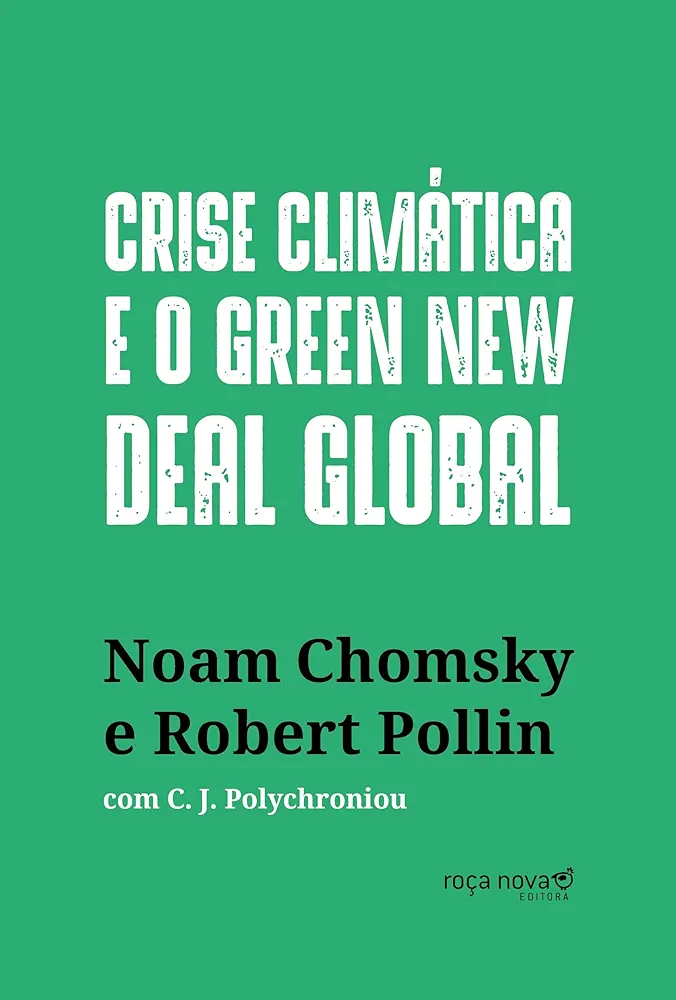 CRISE CLIMÁTICA
E O GREEN NEW
DEAL GLOBAL
Noam Chomsky
e Robert Pollin
com C. J. Polychroniou
roça nova
EDITORA